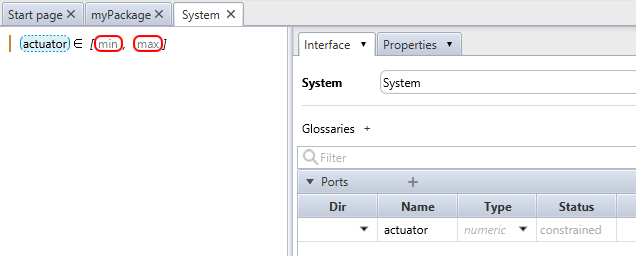 Start page myPackage System
actuator ∈ [ min , max ]
Interface Properties
System System
Glossaries +
Filter
Ports +
Dir Name Type Status
actuator numeric constrained